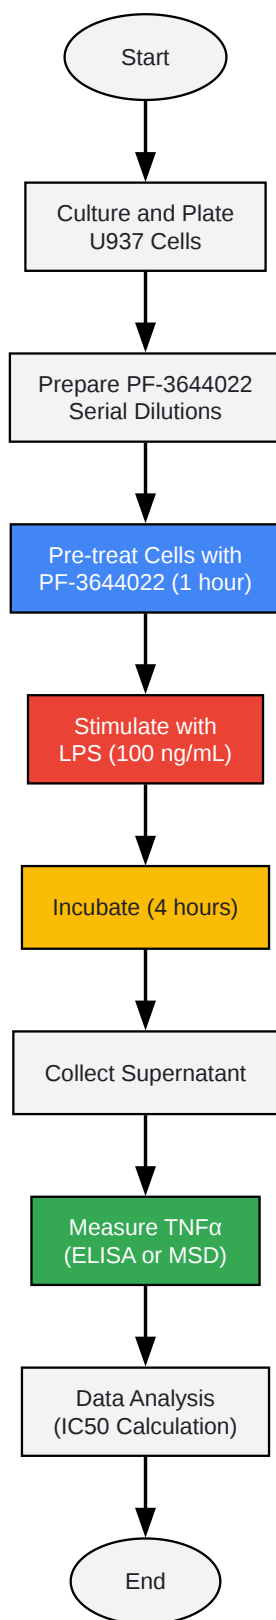 Start
Culture and Plate
U937 Cells
Prepare PF-3644022
Serial Dilutions
Pre-treat Cells with
PF-3644022 (1 hour)
Stimulate with
LPS (100 ng/mL)
Incubate (4 hours)
Collect Supernatant
Measure TNFα
(ELISA or MSD)
Data Analysis
(IC50 Calculation)
End